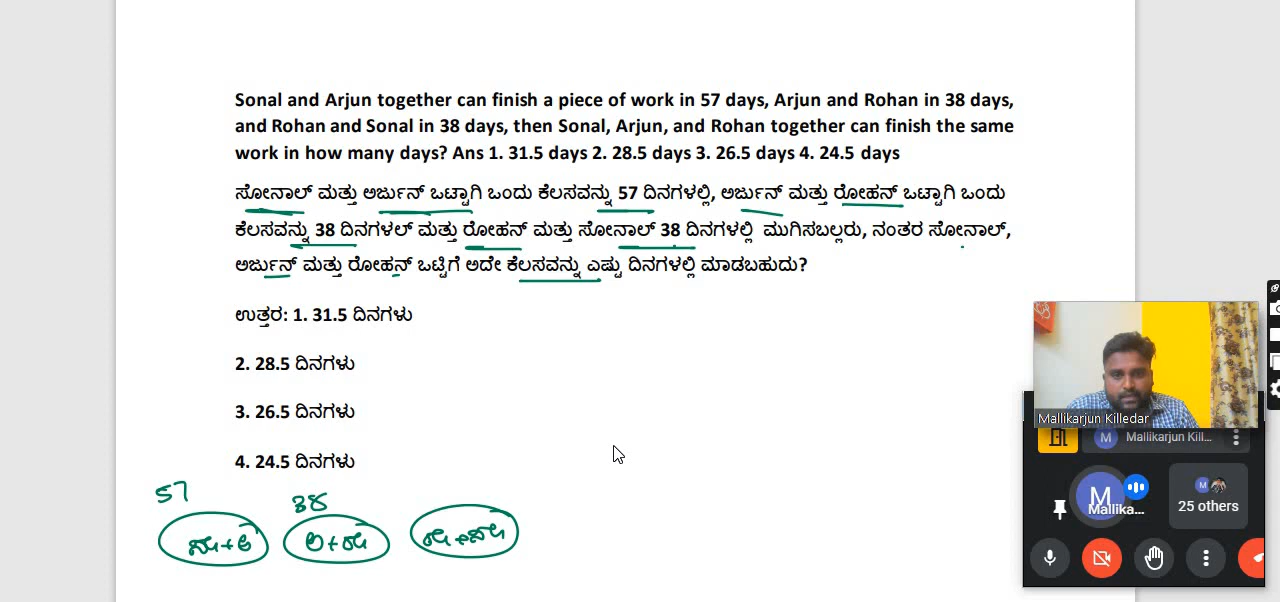 Sonal and Arjun together can finish a piece of work in 57 days, Arjun and Rohan in 38 days,
and Rohan and Sonal in 38 days, then Sonal, Arjun, and Rohan together can finish the same
work in how many days? Ans 1. 31.5 days 2. 28.5 days 3. 26.5 days 4. 24.5 days
ಸೋನಾಲ್ ಮತ್ತು ಅರ್ಜುನ್ ಒಟ್ಟಾಗಿ ಒಂದು ಕೆಲಸವನ್ನು 57 ದಿನಗಳಲ್ಲಿ, ಅರ್ಜುನ್ ಮತ್ತು ರೋಹನ್ ಒಟ್ಟಾಗಿ ಒಂದು
ಕೆಲಸವನ್ನು 38 ದಿನಗಳಲ್ ಮತ್ತು ರೋಹನ್ ಮತ್ತು ಸೋನಾಲ್ 38 ದಿನಗಳಲ್ಲಿ ಮುಗಿಸಬಲ್ಲರು, ನಂತರ ಸೋನಾಲ್,
ಅರ್ಜುನ್ ಮತ್ತು ರೋಹನ್ ಒಟ್ಟಿಗೆ ಅದೇ ಕೆಲಸವನ್ನು ಎಷ್ಟು ದಿನಗಳಲ್ಲಿ ಮಾಡಬಹುದು?
ಉತ್ತರ: 1. 31.5 ದಿನಗಳು
2. 28.5 ದಿನಗಳು
3. 26.5 ದಿನಗಳು
4. 24.5 ದಿನಗಳು
57
38
ಸೋ+ಅ
ಅ+ರೋ
ರೋ+ಸೋ
Mallikarjun Killedar
M Mallikarjun Kill...
M
Mallika...
M
25 others